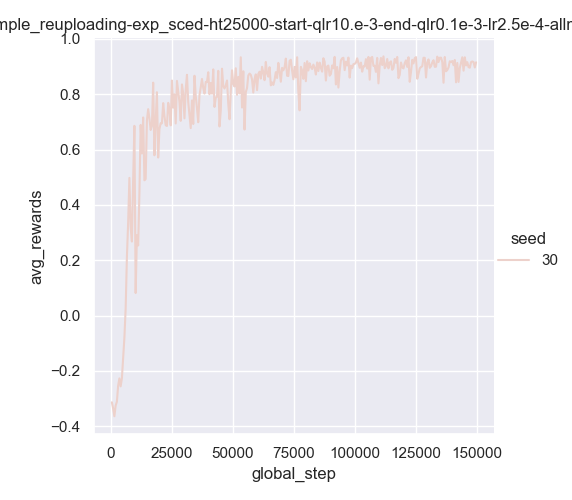 mple_reuploading-exp_sced-ht25000-start-qlr10.e-3-end-qlr0.1e-3-lr2.5e-4-allr
1.0
0.8
0.6
0.4
0.2
0.0
−0.2
−0.4
avg_rewards
0 25000 50000 75000 100000 125000 150000
global_step
seed
30